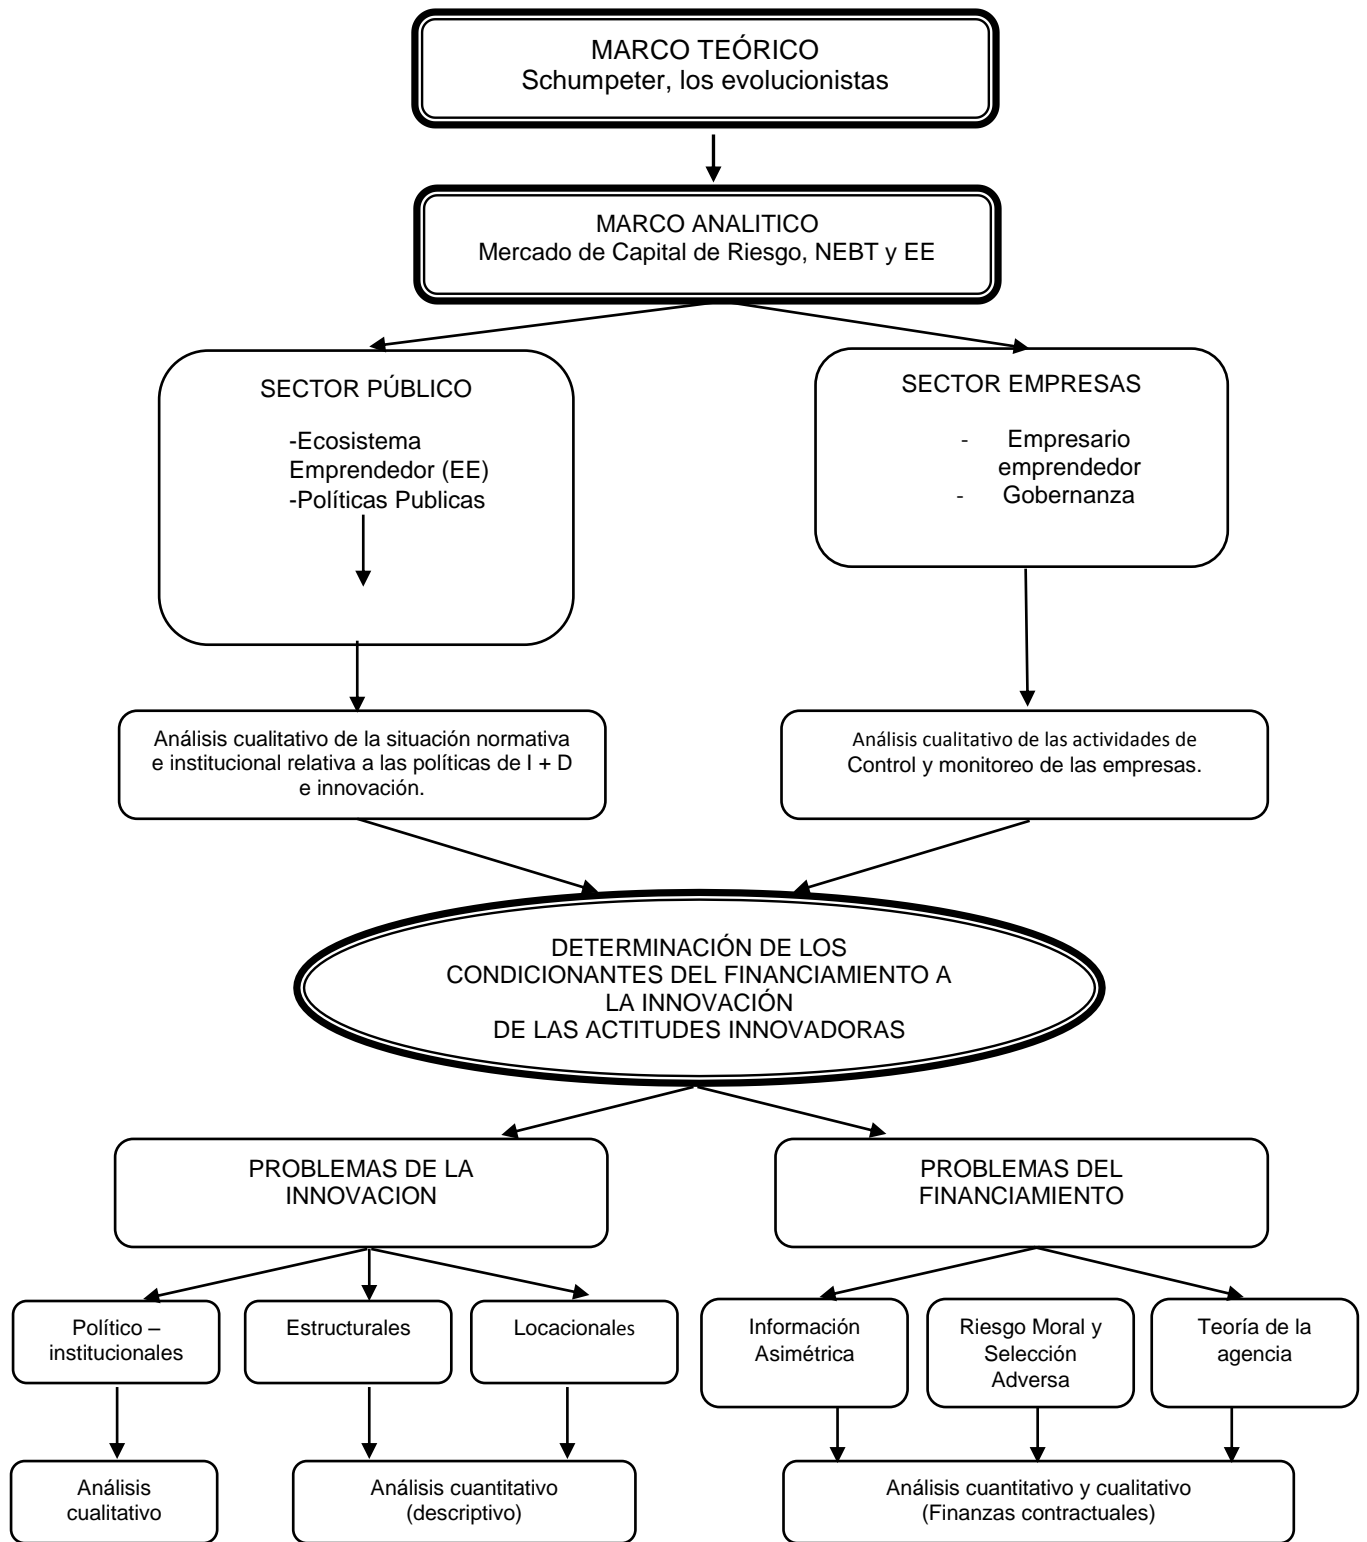 MARCO TEÓRICO
Schumpeter, los evolucionistas
MARCO ANALITICO
Mercado de Capital de Riesgo, NEBT y EE
SECTOR PÚBLICO
-Ecosistema
Emprendedor (EE)
-Políticas Publicas
SECTOR EMPRESAS
- Empresario
emprendedor
- Gobernanza
Análisis cualitativo de la situación normativa
e institucional relativa a las políticas de I + D
e innovación.
Análisis cualitativo de las actividades de
Control y monitoreo de las empresas.
DETERMINACIÓN DE LOS
CONDICIONANTES DEL FINANCIAMIENTO A
LA INNOVACIÓN
DE LAS ACTITUDES INNOVADORAS
PROBLEMAS DE LA
INNOVACION
PROBLEMAS DEL
FINANCIAMIENTO
Político –
institucionales
Estructurales
Locacionales
Información
Asimétrica
Riesgo Moral y
Selección
Adversa
Teoría de la
agencia
Análisis
cualitativo
Análisis cuantitativo
(descriptivo)
Análisis cuantitativo y cualitativo
(Finanzas contractuales)